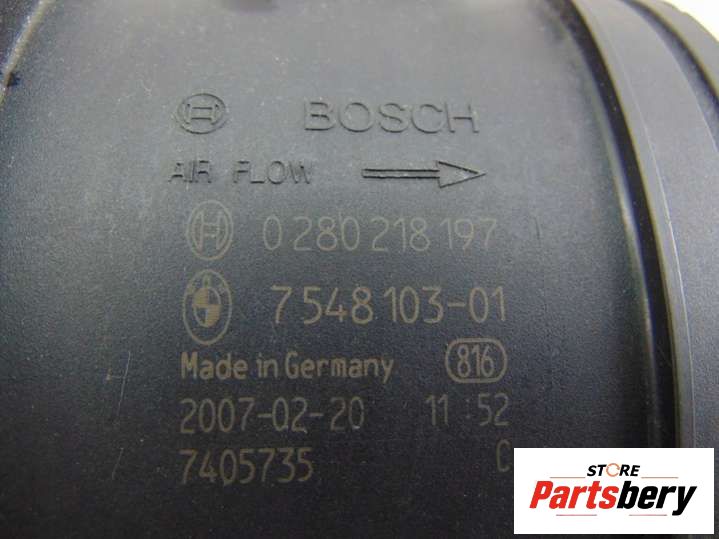 BOSCH
AIR FLOW
0 280 218 197
7 548 103-01
Made in Germany 816
2007-02-20 11:52
7405735
STORE
Partsbery